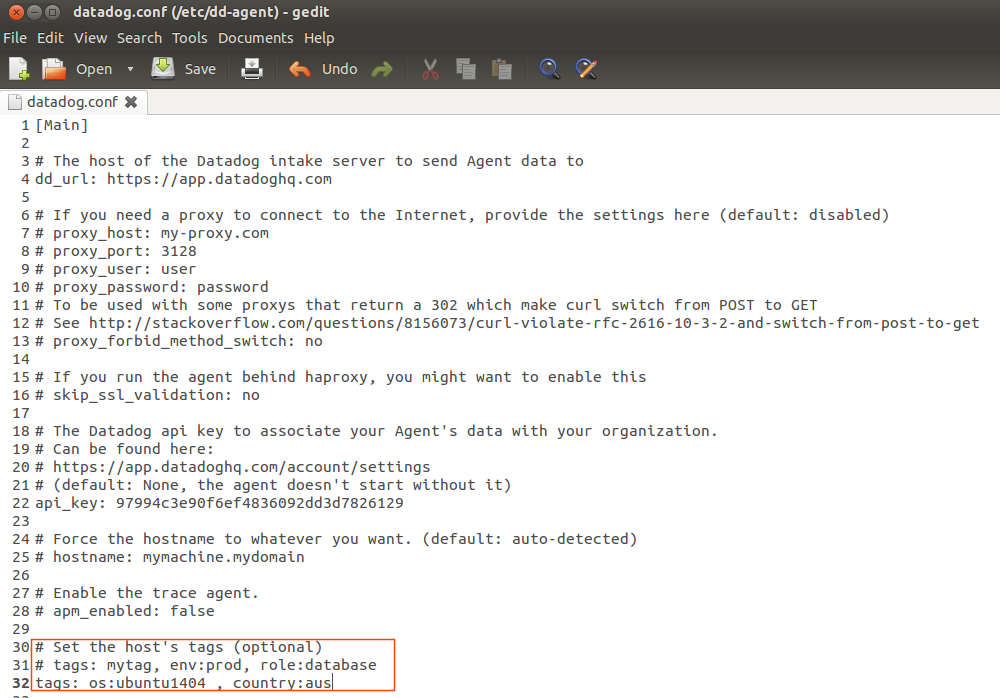 datadog.conf (/etc/dd-agent) - gedit
File Edit View Search Tools Documents Help
Open Save Undo
datadog.conf
1 [Main]
2
3 # The host of the Datadog intake server to send Agent data to
4 dd_url: https://app.datadoghq.com
5
6 # If you need a proxy to connect to the Internet, provide the settings here (default: disabled)
7 # proxy_host: my-proxy.com
8 # proxy_port: 3128
9 # proxy_user: user
10 # proxy_password: password
11 # To be used with some proxys that return a 302 which make curl switch from POST to GET
12 # See http://stackoverflow.com/questions/8156073/curl-violate-rfc-2616-10-3-2-and-switch-from-post-to-get
13 # proxy_forbid_method_switch: no
14
15 # If you run the agent behind haproxy, you might want to enable this
16 # skip_ssl_validation: no
17
18 # The Datadog api key to associate your Agent's data with your organization.
19 # Can be found here:
20 # https://app.datadoghq.com/account/settings
21 # (default: None, the agent doesn't start without it)
22 api_key: 97994c3e90f6ef4836092dd3d7826129
23
24 # Force the hostname to whatever you want. (default: auto-detected)
25 # hostname: mymachine.mydomain
26
27 # Enable the trace agent.
28 # apm_enabled: false
29
30 # Set the host's tags (optional)
31 # tags: mytag, env:prod, role:database
32 tags: os:ubuntu1404 , country:aus